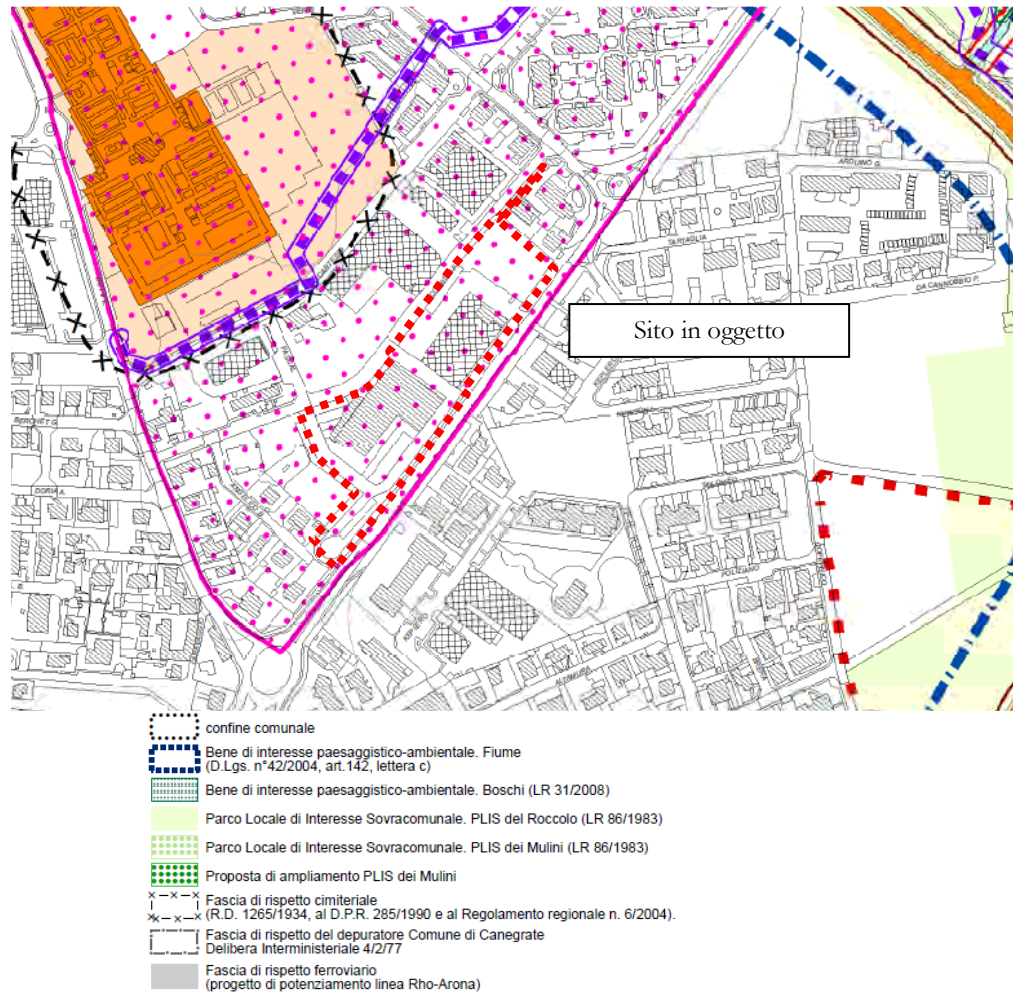 ARDUINO G.
TARTAGLIA
DA CANNOBBIO P.
Sito in oggetto
BERCHET G.
DORIA A.
POLIZIANO
KEPLERO
ALTAMURA
confine comunale
Bene di interesse paesaggistico-ambientale. Fiume
(D.Lgs. n°42/2004, art.142, lettera c)
Bene di interesse paesaggistico-ambientale. Boschi (LR 31/2008)
Parco Locale di Interesse Sovracomunale. PLIS del Roccolo (LR 86/1983)
Parco Locale di Interesse Sovracomunale. PLIS dei Mulini (LR 86/1983)
Proposta di ampliamento PLIS dei Mulini
Fascia di rispetto cimiteriale
(R.D. 1265/1934, al D.P.R. 285/1990 e al Regolamento regionale n. 6/2004).
Fascia di rispetto del depuratore Comune di Canegrate
Delibera Interministeriale 4/2/77
Fascia di rispetto ferroviario
(progetto di potenziamento linea Rho-Arona)